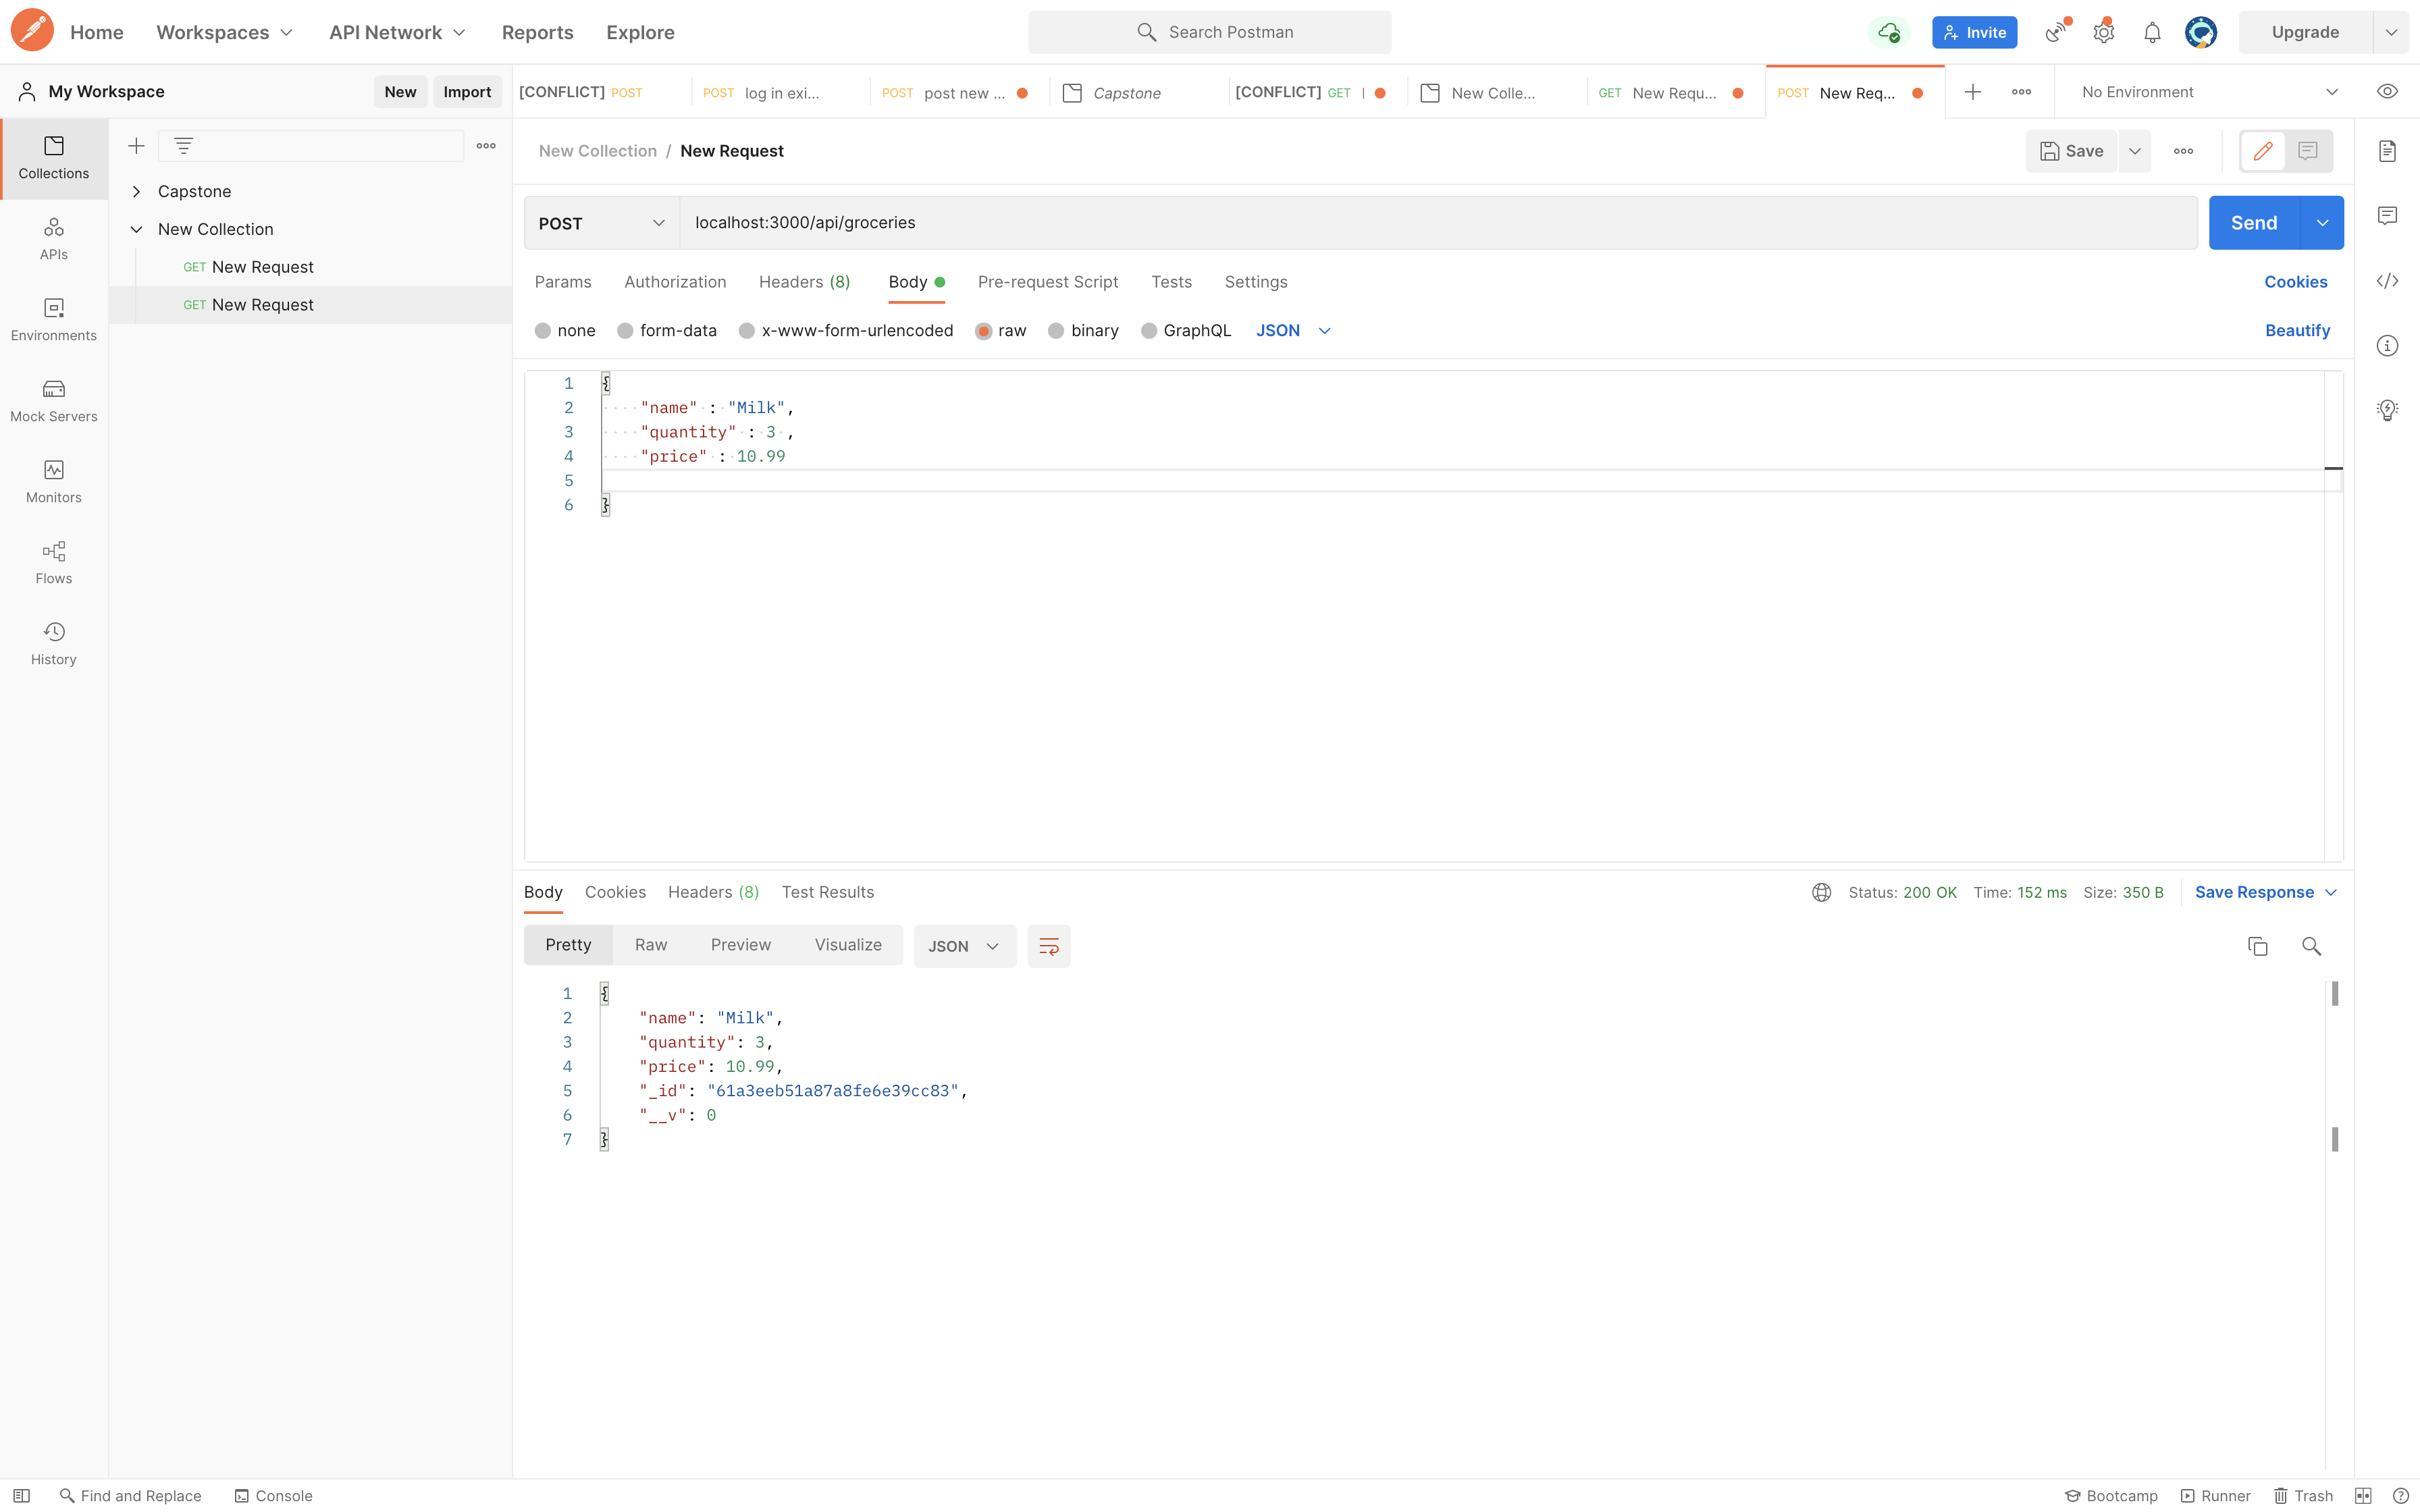 Home Workspaces API Network Reports Explore Search Postman Invite Upgrade
My Workspace New Import [CONFLICT] POST POST log in exi... POST post new ... Capstone [CONFLICT] GET New Colle... GET New Requ... POST New Req... No Environment
Collections
APIs
Environments
Mock Servers
Monitors
Flows
History
Capstone
New Collection
GET New Request
GET New Request
New Collection / New Request Save
POST localhost:3000/api/groceries Send
Params Authorization Headers (8) Body Pre-request Script Tests Settings Cookies
none form-data x-www-form-urlencoded raw binary GraphQL JSON Beautify
1 {
2 "name" : "Milk",
3 "quantity" : 3 ,
4 "price" : 10.99
5
6 }
Body Cookies Headers (8) Test Results Status: 200 OK Time: 152 ms Size: 350 B Save Response
Pretty Raw Preview Visualize JSON
1 {
2 "name": "Milk",
3 "quantity": 3,
4 "price": 10.99,
5 "_id": "61a3eeb51a87a8fe6e39cc83",
6 "__v": 0
7 }
Find and Replace Console Bootcamp Runner Trash